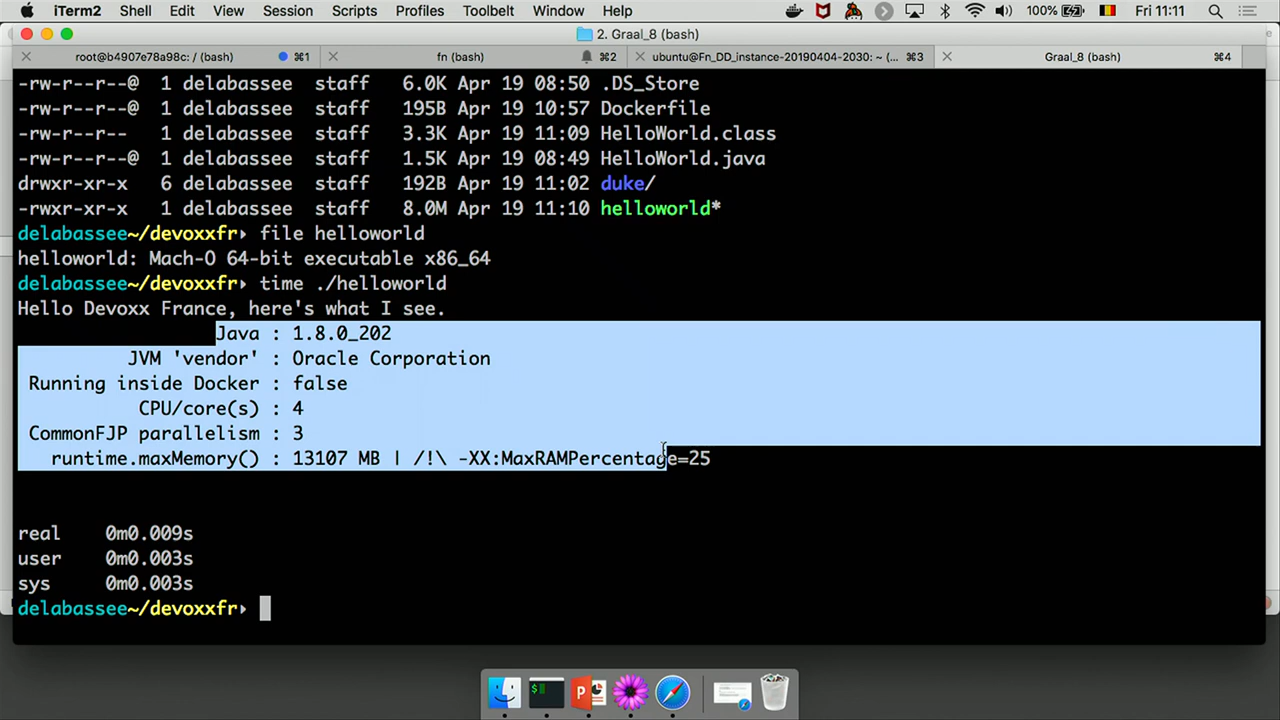 iTerm2 Shell Edit View Session Scripts Profiles Toolbelt Window Help 100% Fri 11:11
2. Graal_8 (bash)
root@b4907e78a98c: / (bash) ⌘1 fn (bash) ⌘2 ubuntu@Fn_DD_instance-20190404-2030: ~ (... ⌘3 Graal_8 (bash) ⌘4
-rw-r--r--@ 1 delabassee staff 6.0K Apr 19 08:50 .DS_Store
-rw-r--r--@ 1 delabassee staff 195B Apr 19 10:57 Dockerfile
-rw-r--r-- 1 delabassee staff 3.3K Apr 19 11:09 HelloWorld.class
-rw-r--r--@ 1 delabassee staff 1.5K Apr 19 08:49 HelloWorld.java
drwxr-xr-x 6 delabassee staff 192B Apr 19 11:02 duke/
-rwxr-xr-x 1 delabassee staff 8.0M Apr 19 11:10 helloworld*
delabassee~/devoxxfr▸ file helloworld
helloworld: Mach-O 64-bit executable x86_64
delabassee~/devoxxfr▸ time ./helloworld
Hello Devoxx France, here's what I see.
Java : 1.8.0_202
JVM 'vendor' : Oracle Corporation
Running inside Docker : false
CPU/core(s) : 4
CommonFJP parallelism : 3
runtime.maxMemory() : 13107 MB | /!\ -XX:MaxRAMPercentage=25
real 0m0.009s
user 0m0.003s
sys 0m0.003s
delabassee~/devoxxfr▸